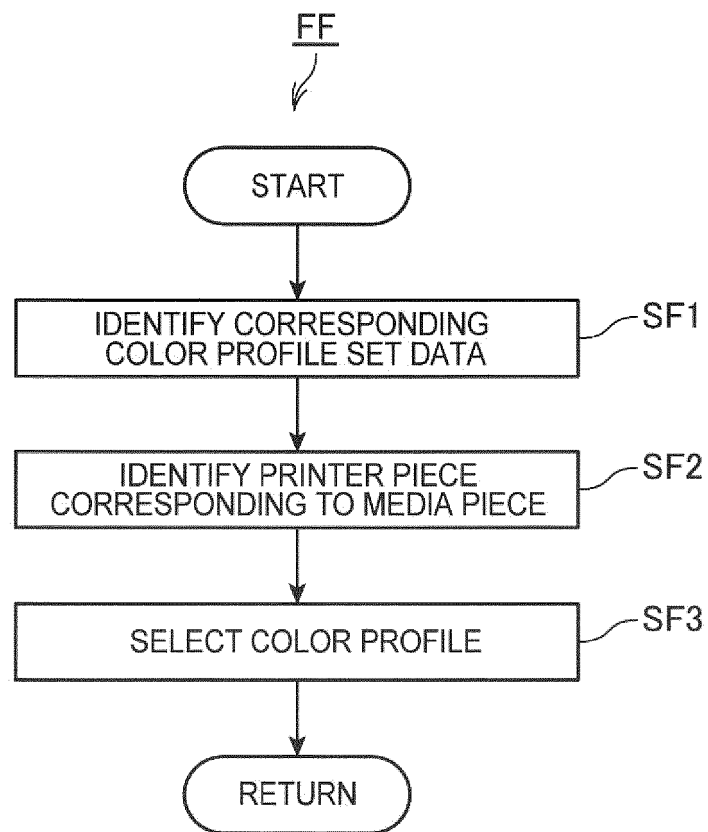 FF
START
IDENTIFY CORRESPONDING
COLOR PROFILE SET DATA
SF1
IDENTIFY PRINTER PIECE
CORRESPONDING TO MEDIA PIECE
SF2
SELECT COLOR PROFILE
SF3
RETURN